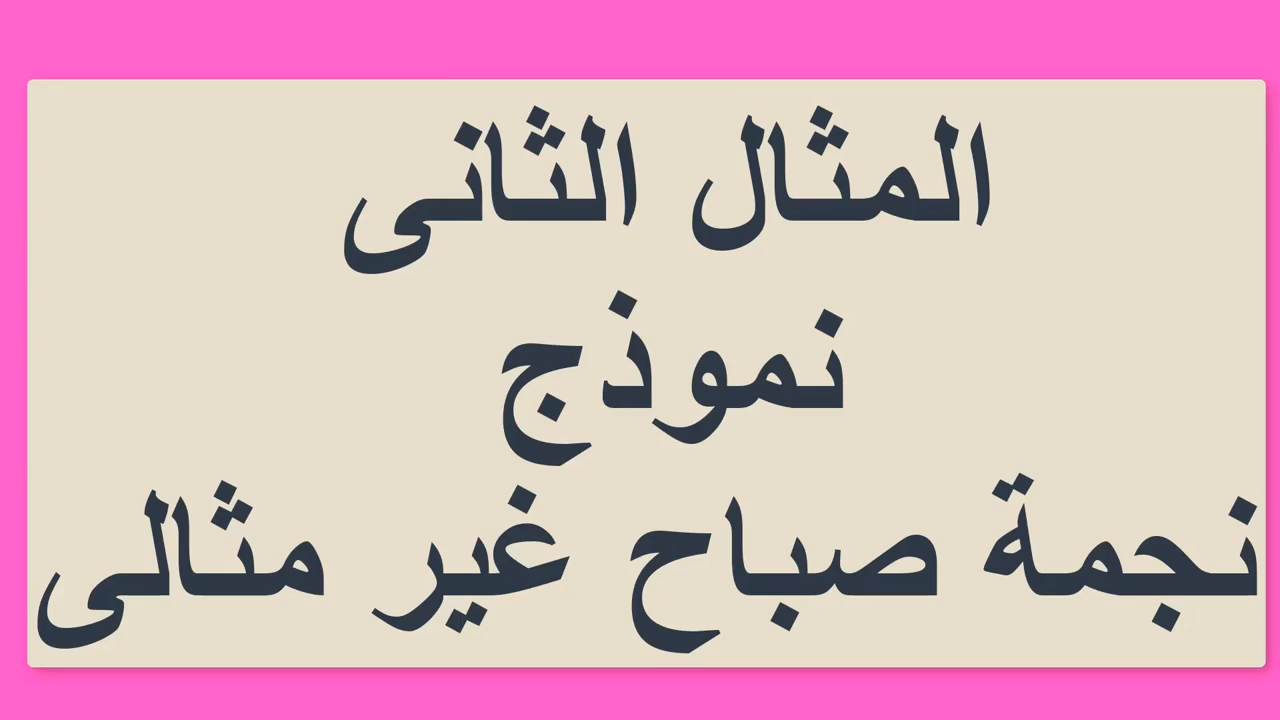 المثال الثانى
نموذج
نجمة صباح غير مثالى